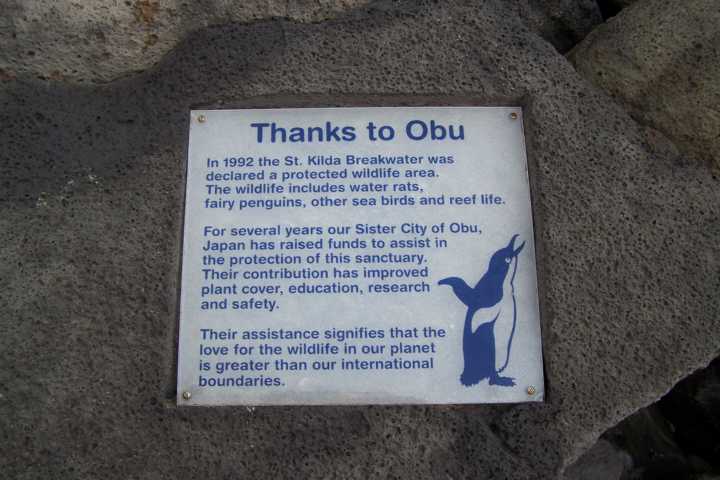 Thanks to Obu
In 1992 the St. Kilda Breakwater was
declared a protected wildlife area.
The wildlife includes water rats,
fairy penguins, other sea birds and reef life.
For several years our Sister City of Obu,
Japan has raised funds to assist in
the protection of this sanctuary.
Their contribution has improved
plant cover, education, research
and safety.
Their assistance signifies that the
love for the wildlife in our planet
is greater than our international
boundaries.